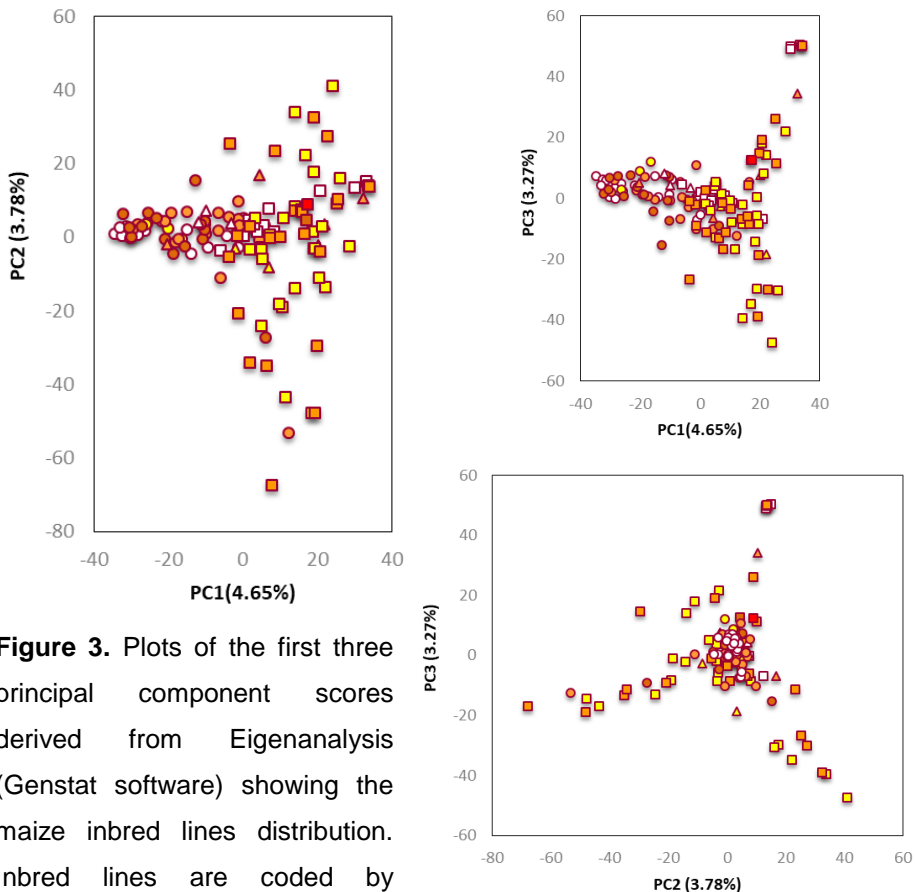 60
40
20
0
-20
-40
-60
-80
PC2 (3.78%)
-40 -20 0 20 40
PC1(4.65%)
60
40
20
0
-20
-40
-60
PC3 (3.27%)
-40 -20 0 20 40
PC1(4.65%)
Figure 3. Plots of the first three
principal component scores
derived from Eigenanalysis
(Genstat software) showing the
maize inbred lines distribution.
Inbred lines are coded by
60
40
20
0
-20
-40
-60
PC3 (3.27%)
-80 -60 -40 -20 0 20 40 60
PC2 (3.78%)